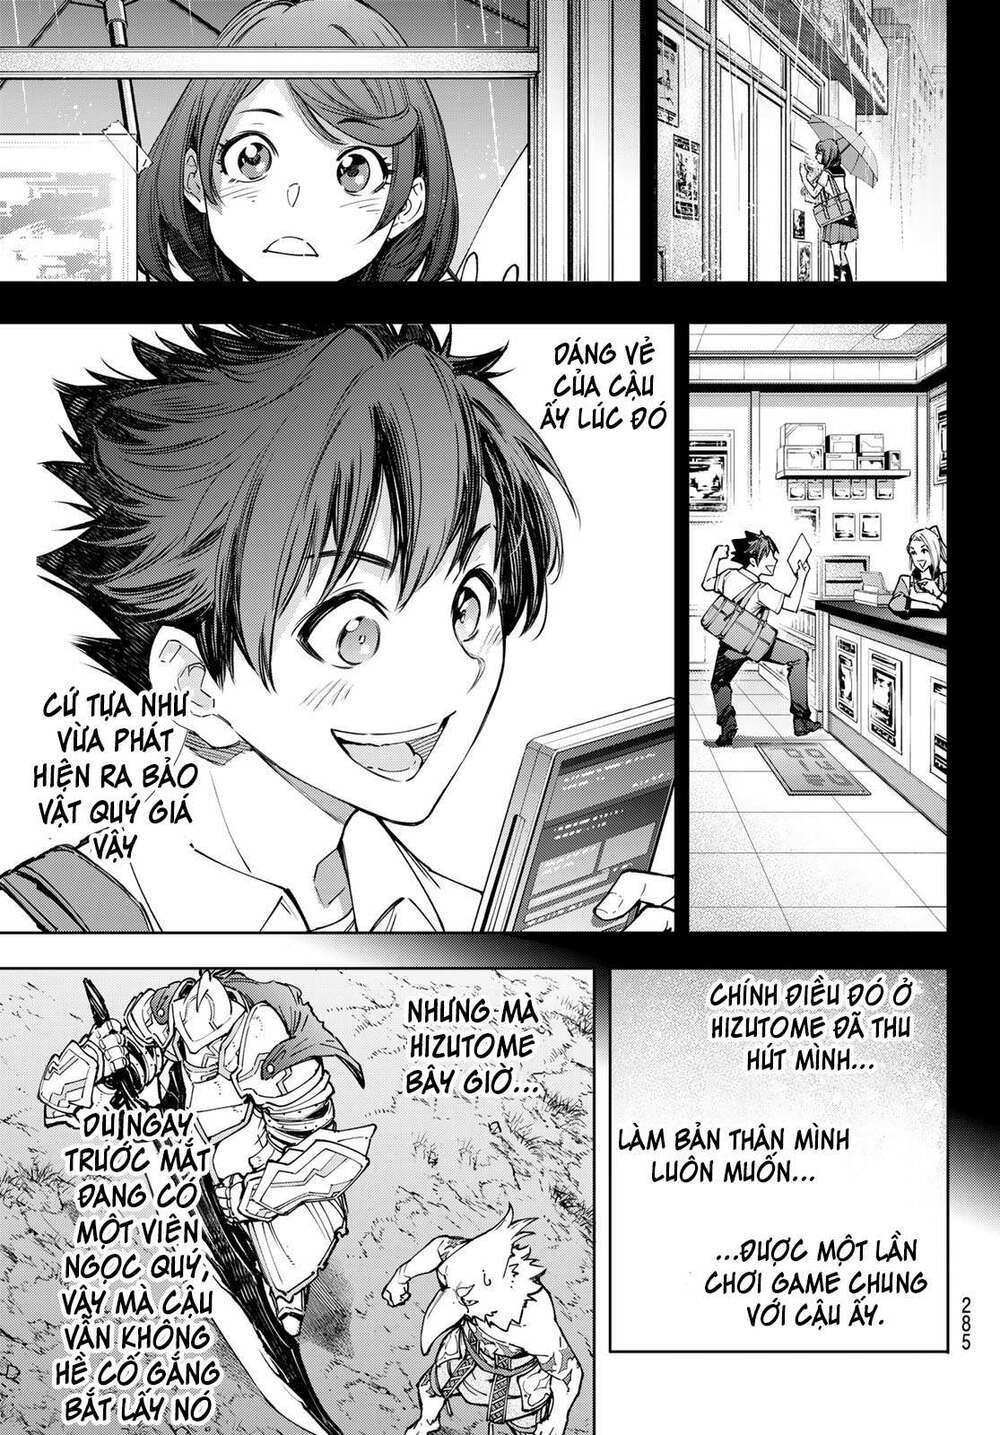 DÁNG VẺ
CỦA CẬU
ẤY LÚC ĐÓ
CỨ TỰA NHƯ
VỪA PHÁT
HIỆN RA BẢO
VẬT QUÝ GIÁ
VẬY
CHÍNH ĐIỀU ĐÓ Ở
HIZUTOME ĐÃ THU
HÚT MÌNH...
LÀM BẢN THÂN MÌNH
LUÔN MUỐN...
...ĐƯỢC MỘT LẦN
CHƠI GAME CHUNG
VỚI CẬU ẤY.
NHƯNG MÀ
HIZUTOME
BÂY GIỜ...
DÙ NGAY
TRƯỚC MẮT
ĐANG CÓ
MỘT VIÊN
NGỌC QUÝ,
VẬY MÀ CẬU
VẪN KHÔNG
HỀ CỐ GẮNG
BẮT LẤY NÓ
285